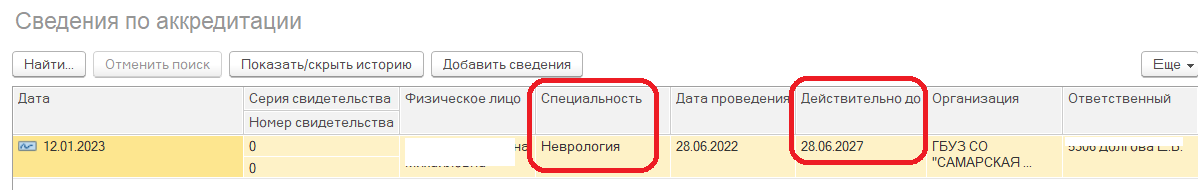 Сведения по аккредитации
Найти... Отменить поиск Показать/скрыть историю Добавить сведения Еще
Дата Серия свидетельства Физическое лицо Специальность Дата проведения Действительно до Организация Ответственный
Номер свидетельства
12.01.2023 0 Неврология 28.06.2022 28.06.2027 ГБУЗ СО
0 "САМАРСКАЯ ...